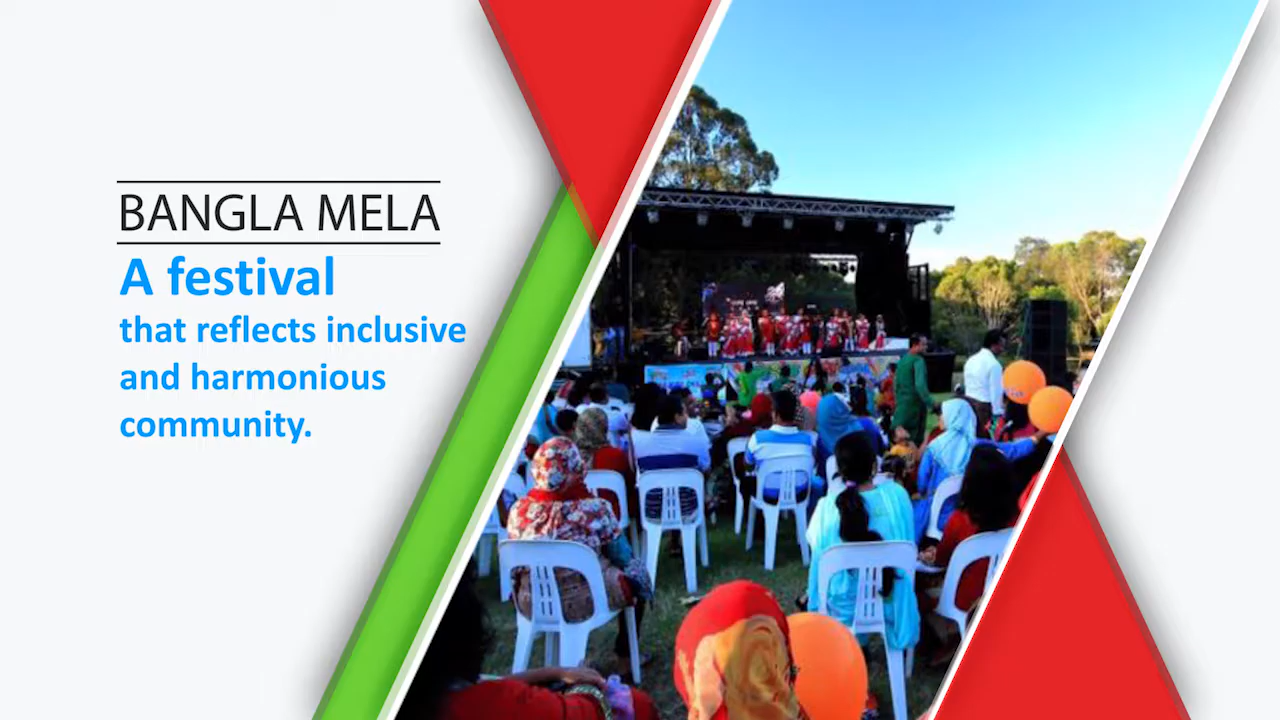 BANGLA MELA
A festival
that reflects inclusive
and harmonious
community.